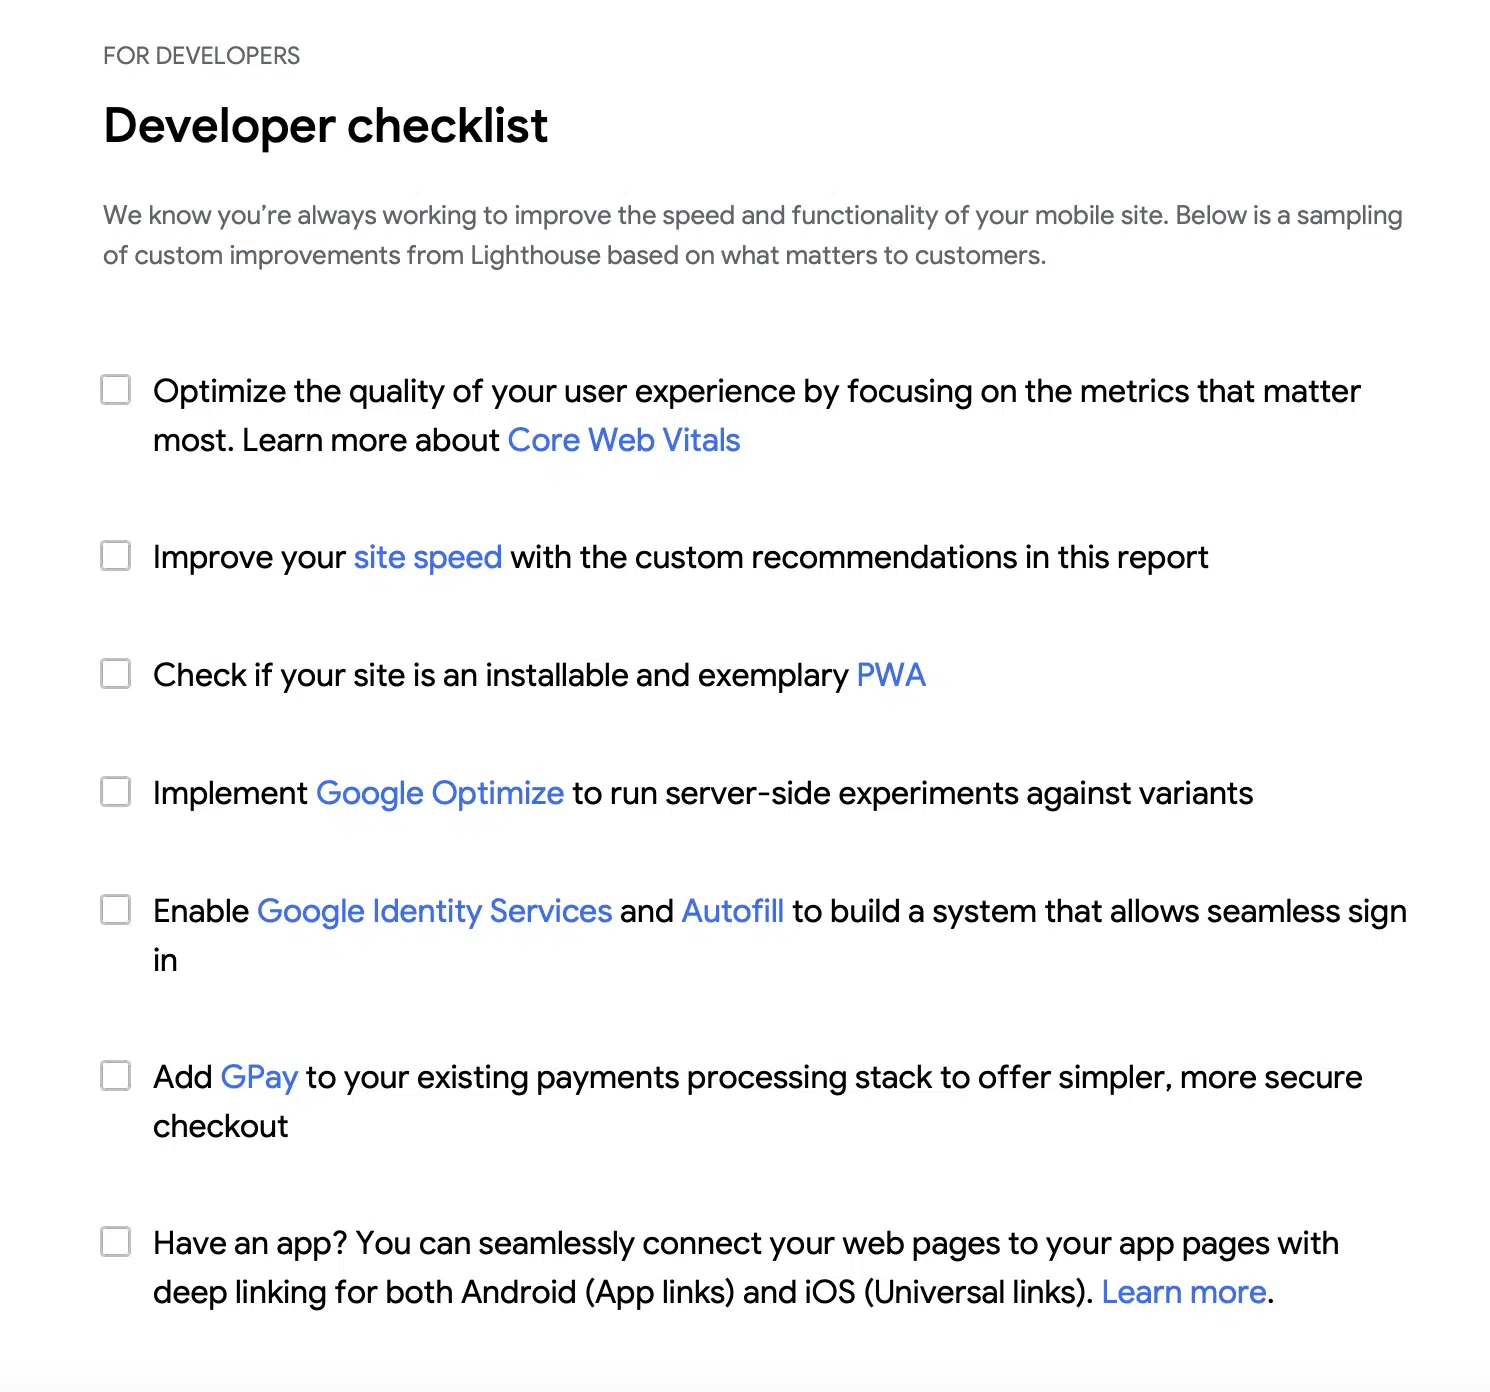 FOR DEVELOPERS
Developer checklist
We know you’re always working to improve the speed and functionality of your mobile site. Below is a sampling
of custom improvements from Lighthouse based on what matters to customers.
Optimize the quality of your user experience by focusing on the metrics that matter
most. Learn more about Core Web Vitals
Improve your site speed with the custom recommendations in this report
Check if your site is an installable and exemplary PWA
Implement Google Optimize to run server-side experiments against variants
Enable Google Identity Services and Autofill to build a system that allows seamless sign
in
Add GPay to your existing payments processing stack to offer simpler, more secure
checkout
Have an app? You can seamlessly connect your web pages to your app pages with
deep linking for both Android (App links) and iOS (Universal links). Learn more.